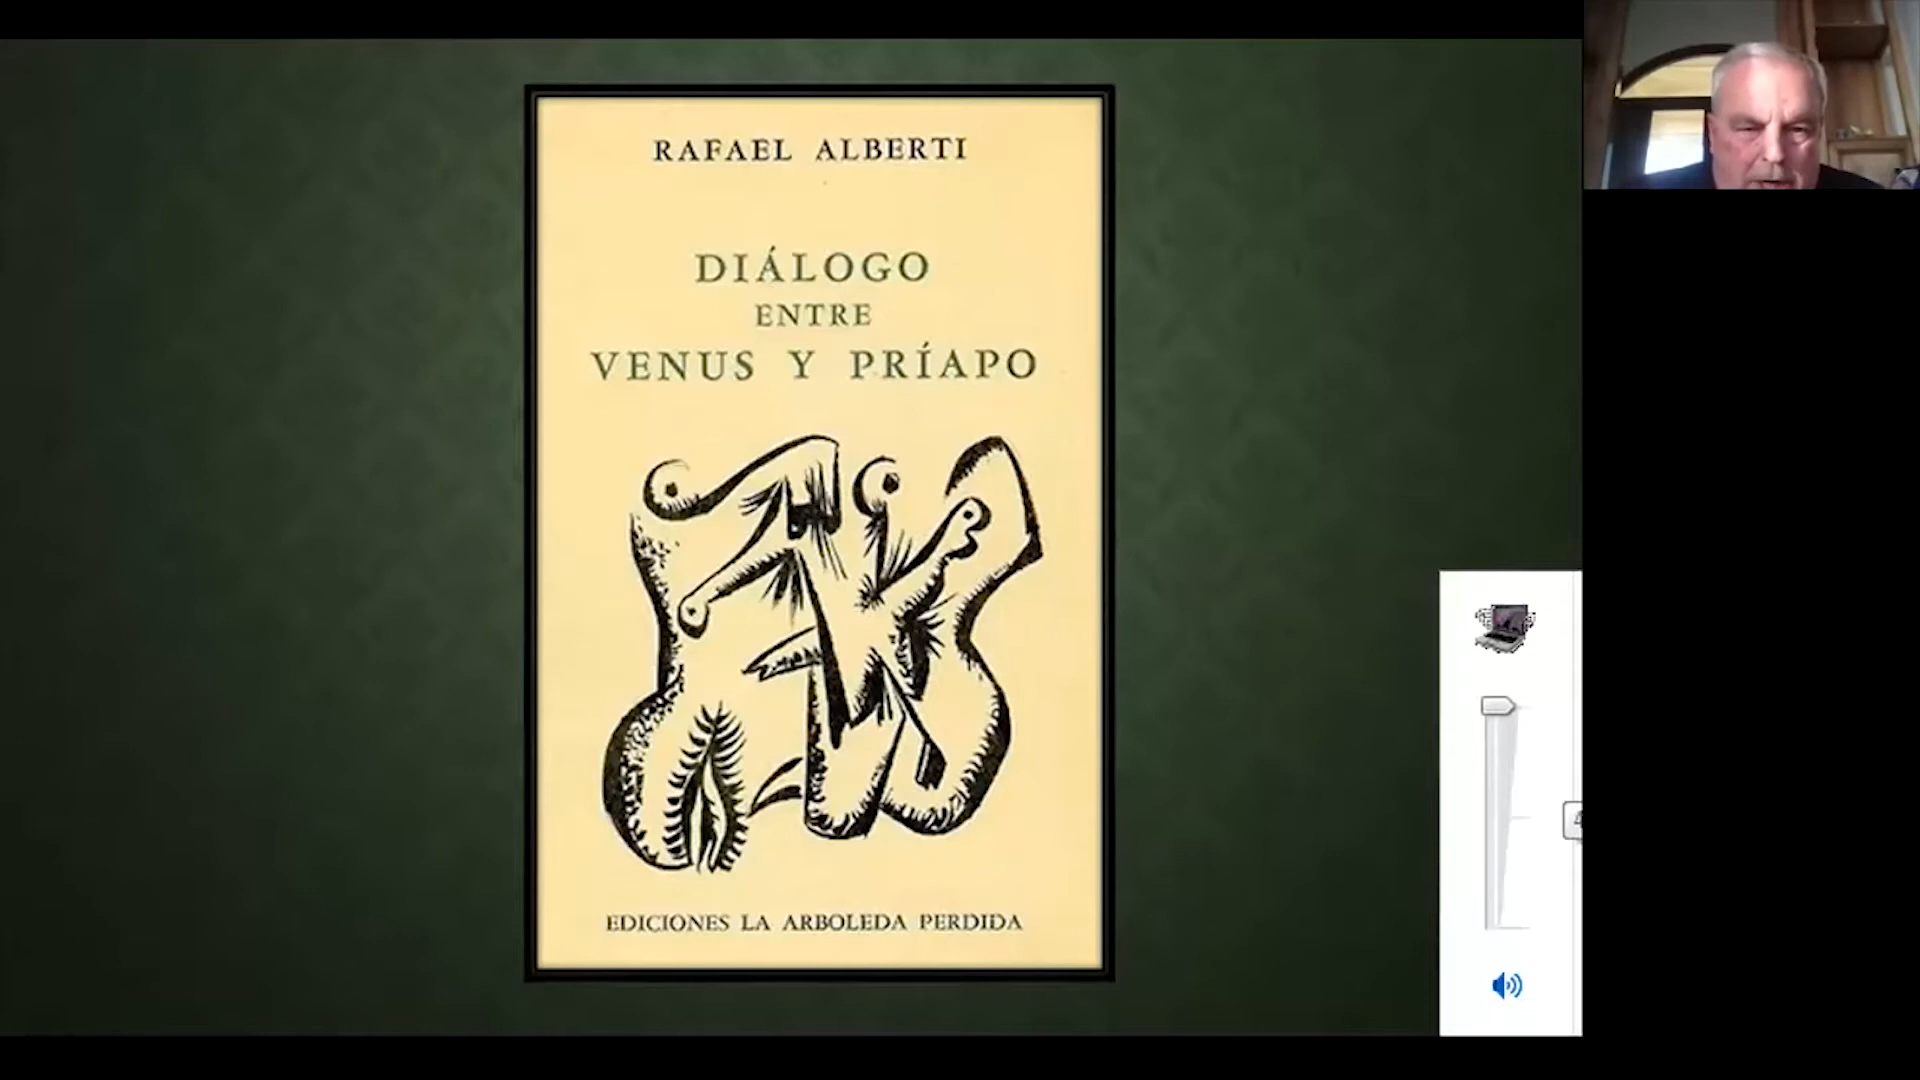 RAFAEL ALBERTI
DIÁLOGO
ENTRE
VENUS Y PRÍAPO
EDICIONES LA ARBOLEDA PERDIDA